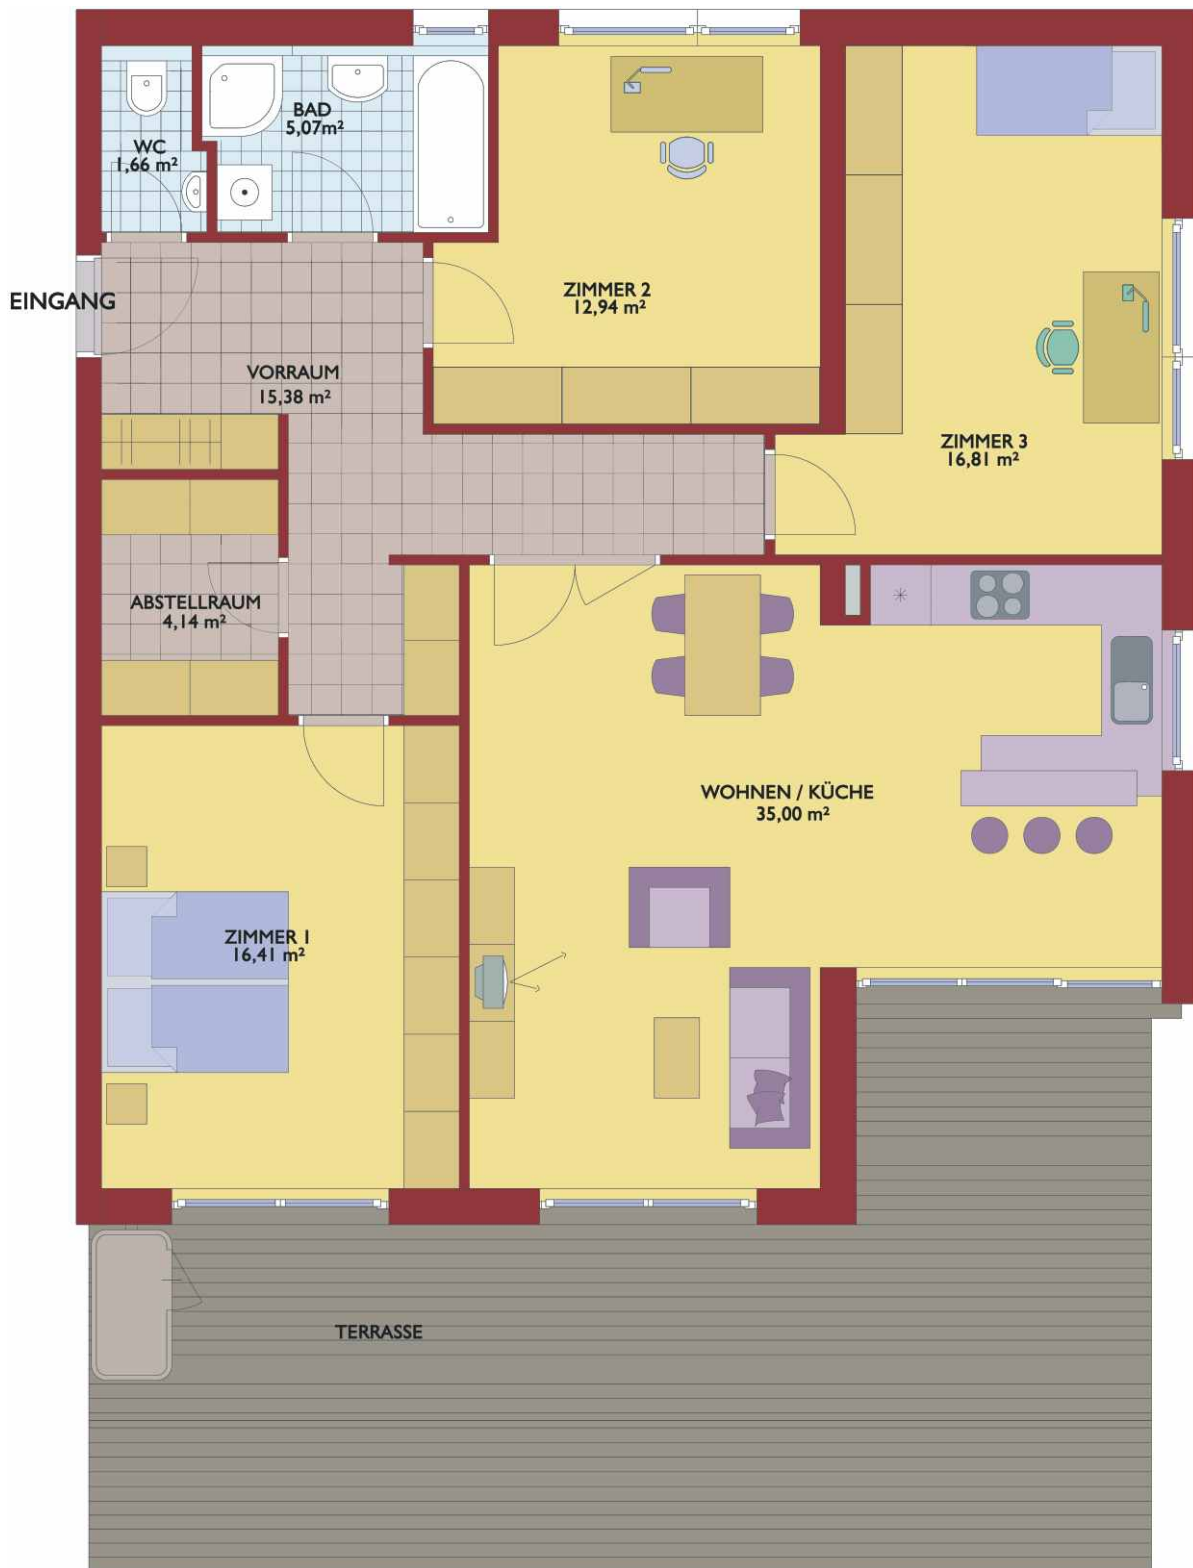 BAD
5,07m²
WC
1,66 m²
EINGANG
ZIMMER 2
12,94 m²
VORRAUM
15,38 m²
ZIMMER 3
16,81 m²
ABSTELLRAUM
4,14 m²
WOHNEN / KÜCHE
35,00 m²
ZIMMER 1
16,41 m²
TERRASSE